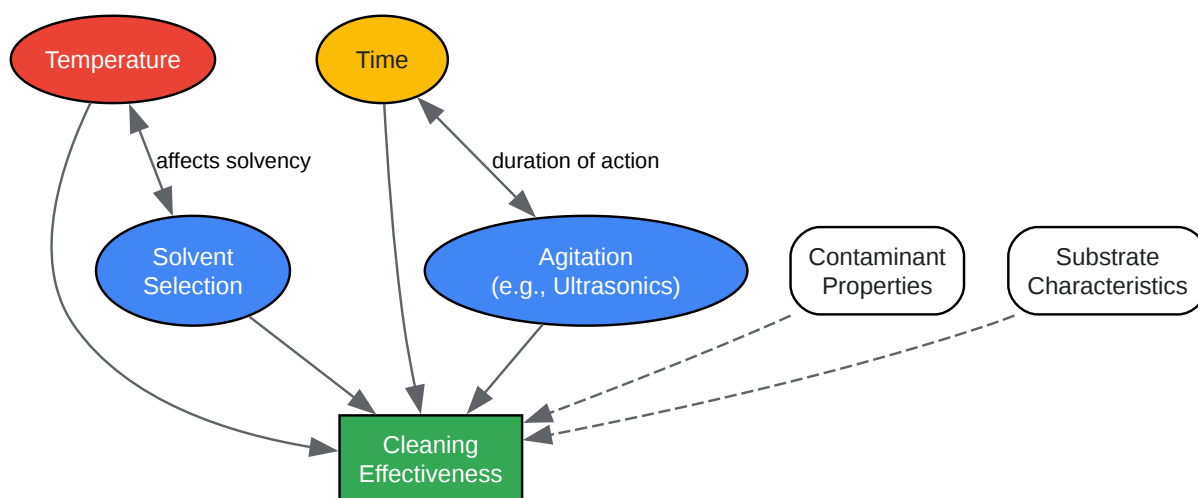 Temperature
Time
affects solvency
duration of action
Solvent
Selection
Agitation
(e.g., Ultrasonics)
Contaminant
Properties
Substrate
Characteristics
Cleaning
Effectiveness